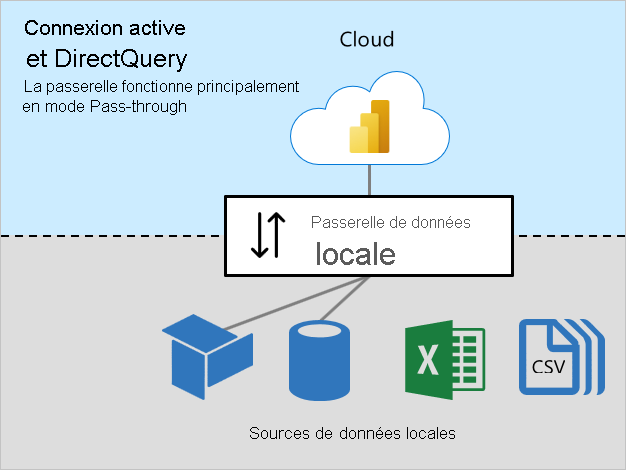 Connexion active
et DirectQuery
La passerelle fonctionne principalement
en mode Pass-through
Cloud
Passerelle de données
locale
X
CSV
Sources de données locales